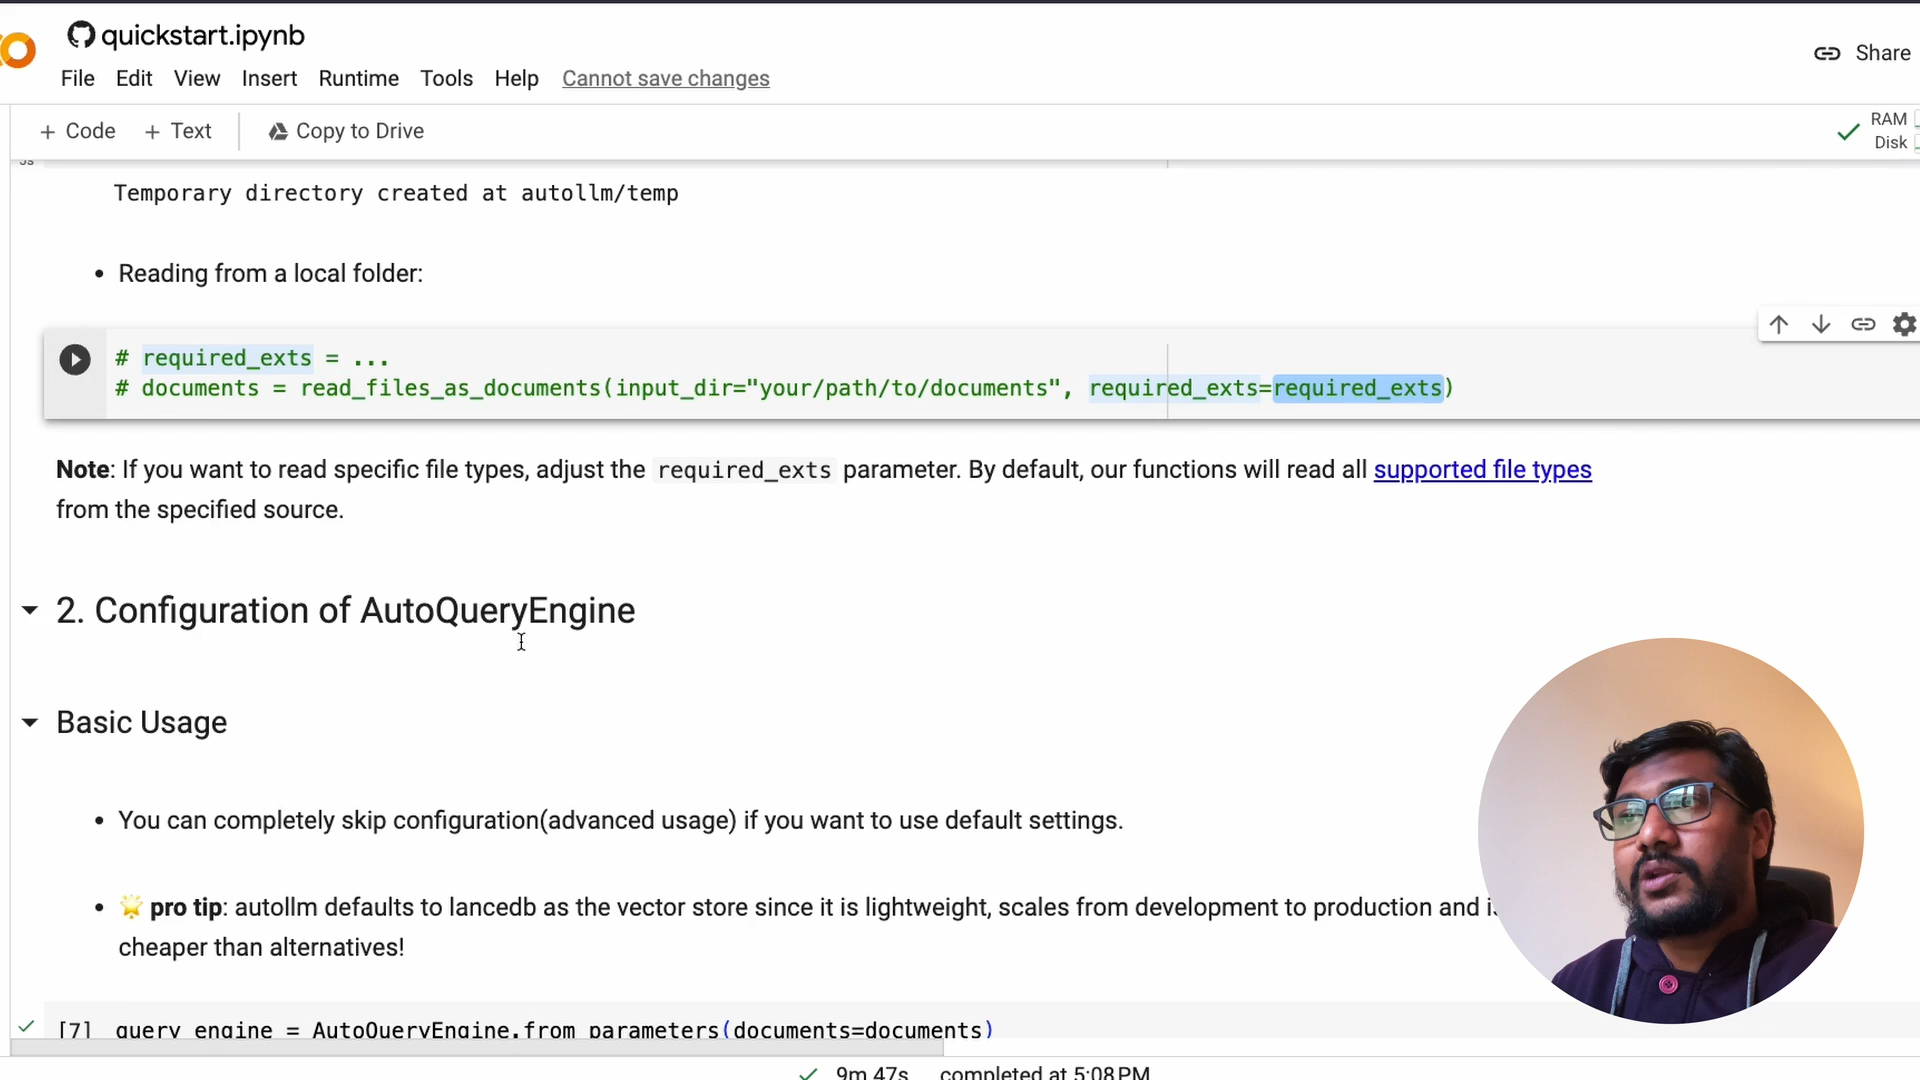 quickstart.ipynb
Share
File Edit View Insert Runtime Tools Help Cannot save changes
+ Code + Text Copy to Drive
RAM
Disk
Temporary directory created at autollm/temp
• Reading from a local folder:
# required_exts = ...
# documents = read_files_as_documents(input_dir="your/path/to/documents", required_exts=required_exts)
Note: If you want to read specific file types, adjust the required_exts parameter. By default, our functions will read all supported file types
from the specified source.
2. Configuration of AutoQueryEngine
Basic Usage
• You can completely skip configuration(advanced usage) if you want to use default settings.
• 🌟 pro tip: autollm defaults to lancedb as the vector store since it is lightweight, scales from development to production and
cheaper than alternatives!
[7] query_engine = AutoQueryEngine.from_parameters(documents=documents)
9m 47s completed at 5:08 PM